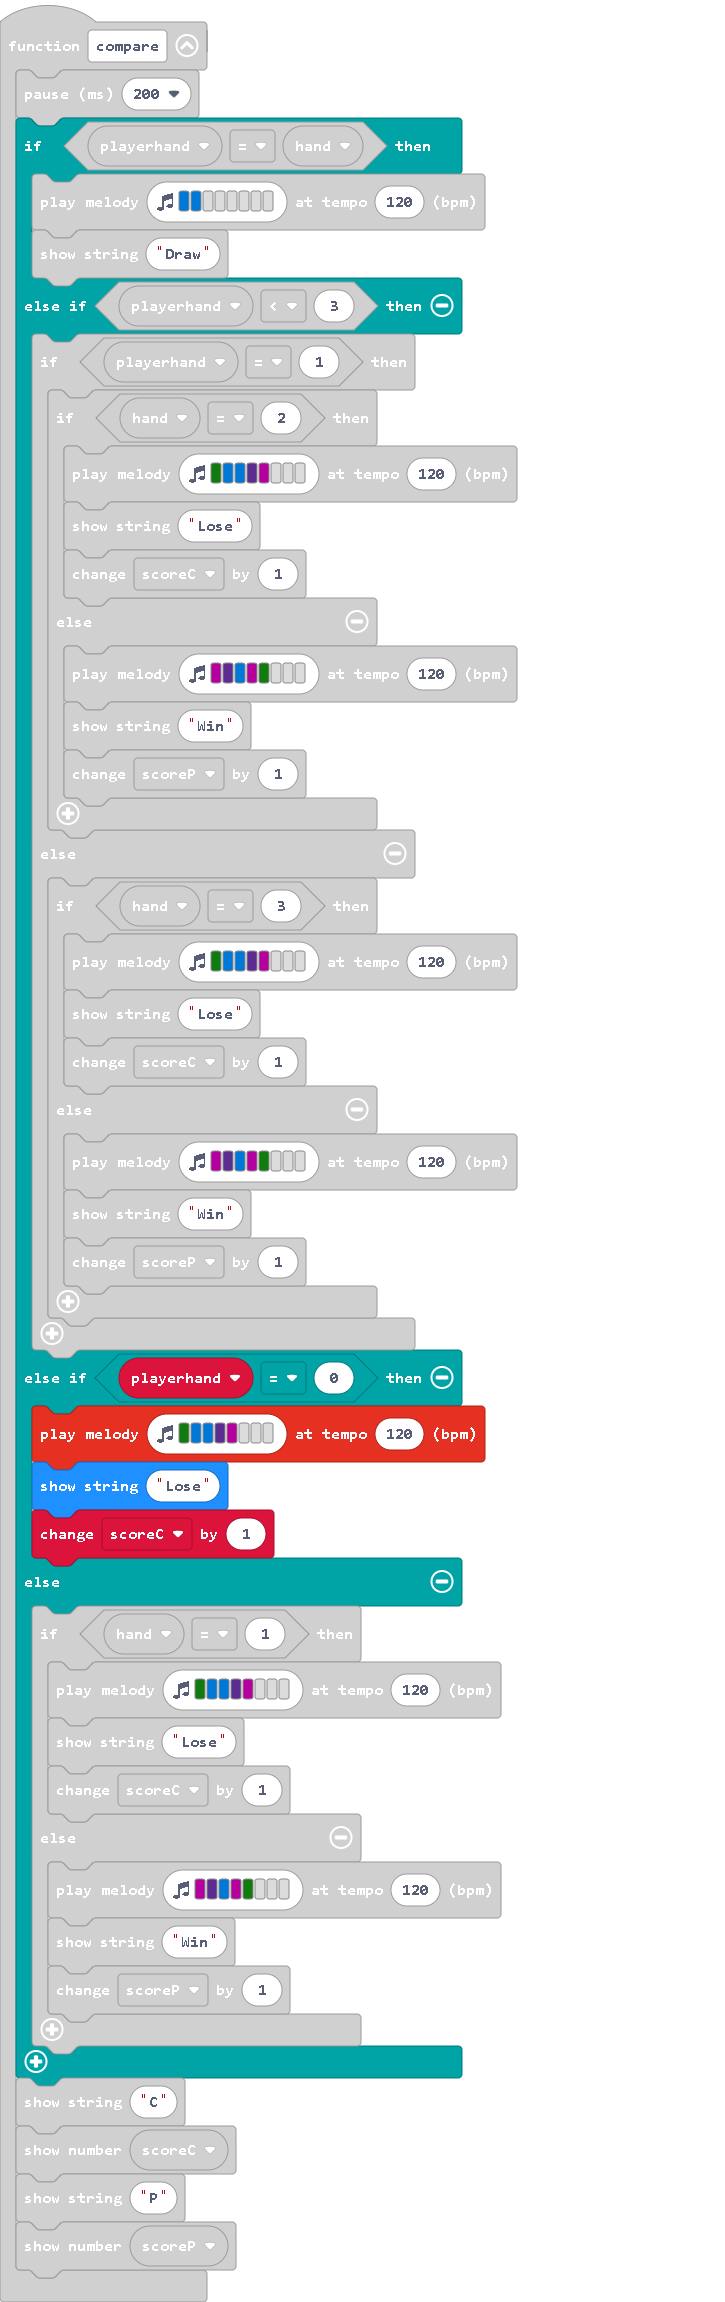 function compare
pause (ms) 200
if playerhand = hand then
play melody at tempo 120 (bpm)
show string "Draw"
else if playerhand < 3 then
if playerhand = 1 then
if hand = 2 then
play melody at tempo 120 (bpm)
show string "Lose"
change scoreC by 1
else
play melody at tempo 120 (bpm)
show string "Win"
change scoreP by 1
else
if hand = 3 then
play melody at tempo 120 (bpm)
show string "Lose"
change scoreC by 1
else
play melody at tempo 120 (bpm)
show string "Win"
change scoreP by 1
else if playerhand = 0 then
play melody at tempo 120 (bpm)
show string "Lose"
change scoreC by 1
else
if hand = 1 then
play melody at tempo 120 (bpm)
show string "Lose"
change scoreC by 1
else
play melody at tempo 120 (bpm)
show string "Win"
change scoreP by 1
show string "C"
show number scoreC
show string "P"
show number scoreP